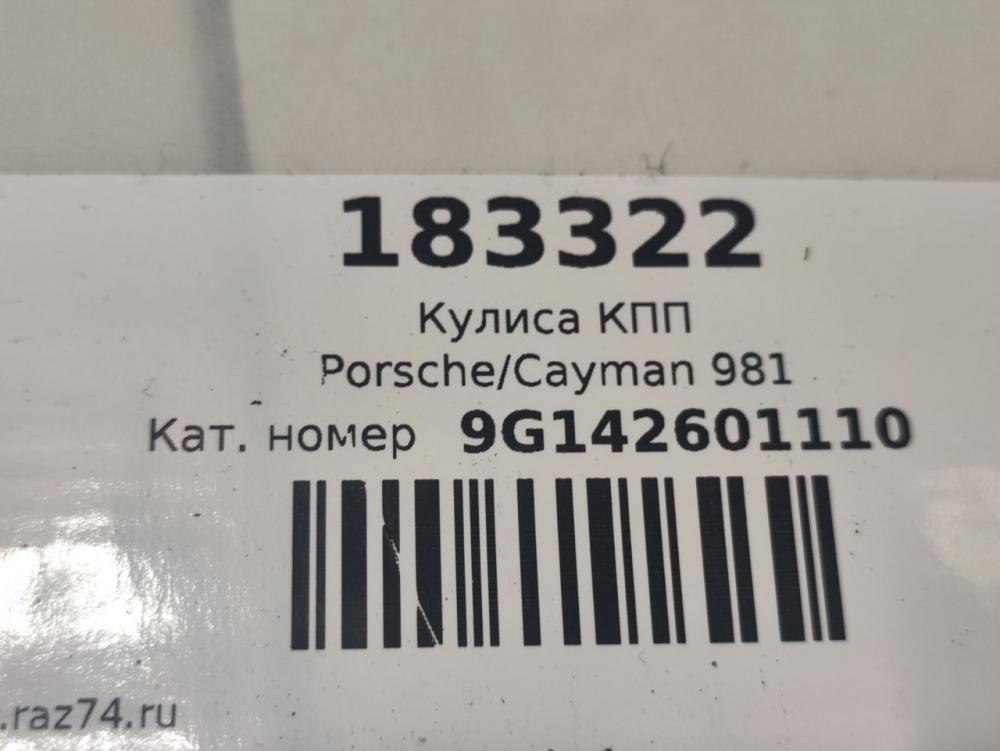 183322
Кулиса КПП
Porsche/Cayman 981
Кат. номер 9G142601110
.raz74.ru